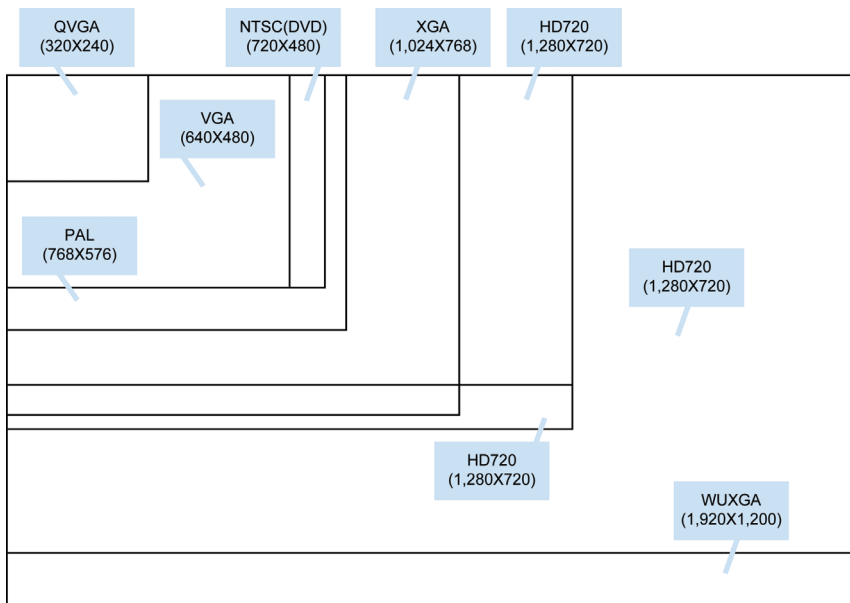 QVGA
(320X240)
NTSC(DVD)
(720X480)
XGA
(1,024X768)
HD720
(1,280X720)
VGA
(640X480)
PAL
(768X576)
HD720
(1,280X720)
HD720
(1,280X720)
WUXGA
(1,920X1,200)